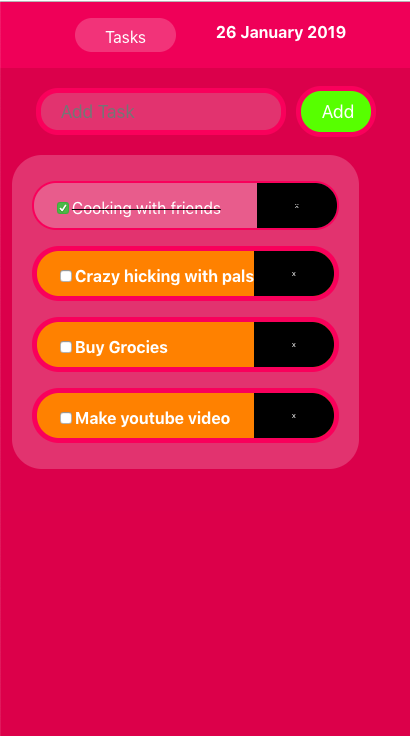 Tasks
26 January 2019
Add Task
Add
Cooking with friends
x
Crazy hicking with pals
x
Buy Grocies
x
Make youtube video
x